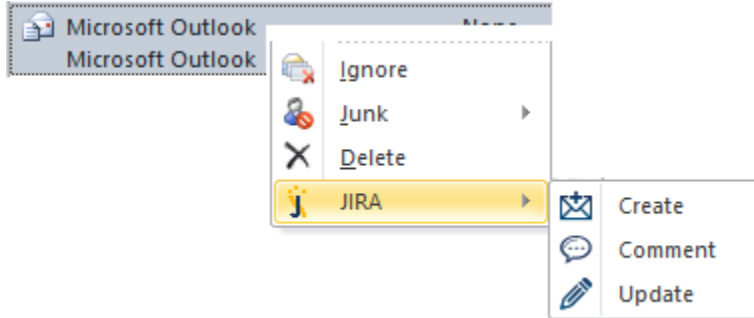 Microsoft Outlook
Microsoft Outlook
Ignore
Junk
Delete
JIRA
Create
Comment
Update